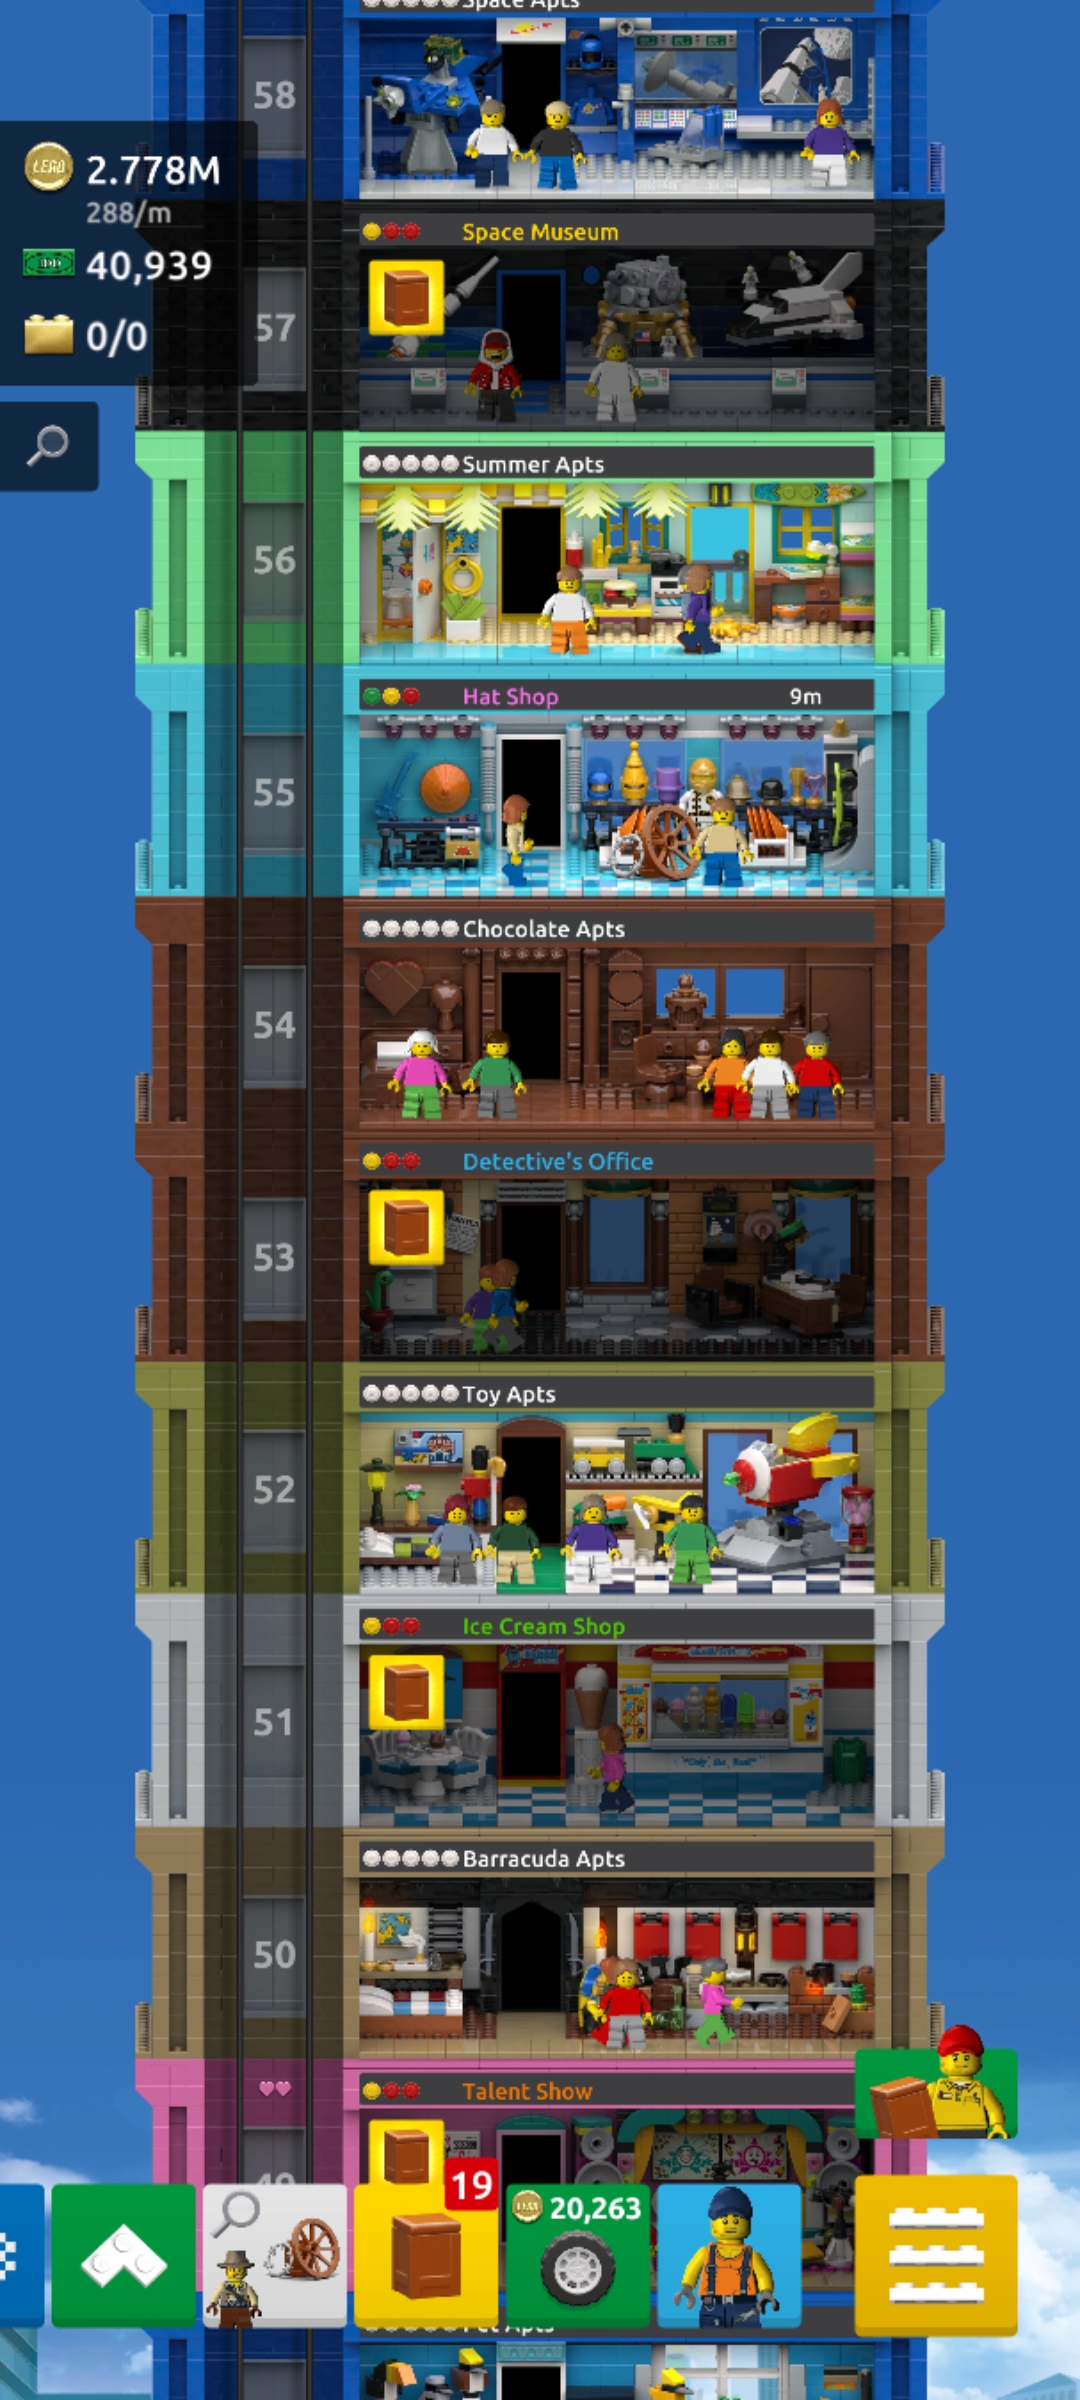 Space Apts
58
LEGO
2.778M
288/m
40,939
0/0
Space Museum
57
Summer Apts
56
Hat Shop
9m
55
Chocolate Apts
54
Detective's Office
53
Toy Apts
52
Ice Cream Shop
51
Barracuda Apts
50
Talent Show
49
19
20,263
Pet Apts